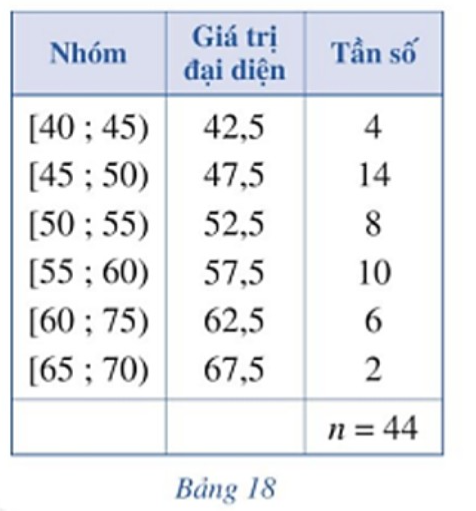 Nhóm
Giá trị
đại diện
Tần số
[40 ; 45) 42,5 4
[45 ; 50) 47,5 14
[50 ; 55) 52,5 8
[55 ; 60) 57,5 10
[60 ; 75) 62,5 6
[65 ; 70) 67,5 2
n = 44
Bảng 18